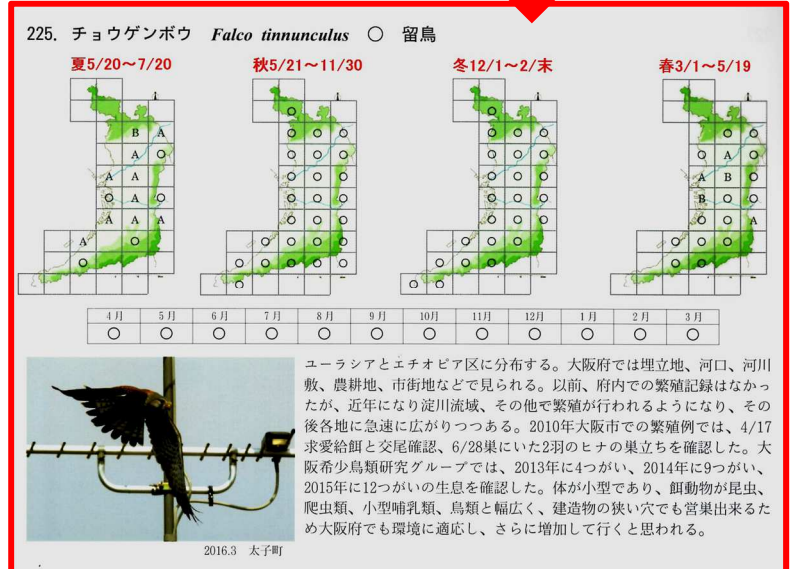 225. チョウゲンボウ Falco tinnunculus ○ 留鳥
夏5/20～7/20 秋5/21～11/30 冬12/1～2/末 春3/1～5/19
4月 5月 6月 7月 8月 9月 10月 11月 12月 1月 2月 3月
○ ○ ○ ○ ○ ○ ○ ○ ○ ○ ○ ○
ユーラシアとエチオピア区に分布する。大阪府では埋立地、河口、河川
敷、農耕地、市街地などで見られる。以前、府内での繁殖記録はなかっ
たが、近年になり淀川流域、その他で繁殖が行われるようになり、その
後各地に急速に広がりつつある。2010年大阪市での繁殖例では、4/17
求愛給餌と交尾確認、6/28巣にいた2羽のヒナの巣立ちを確認した。大
阪希少鳥類研究グループでは、2013年に4つがい、2014年に9つがい、
2015年に12つがいの生息を確認した。体が小型であり、餌動物が昆虫、
爬虫類、小型哺乳類、鳥類と幅広く、建造物の狭い穴でも営巣出来るた
め大阪府でも環境に適応し、さらに増加して行くと思われる。
2016.3 太子町